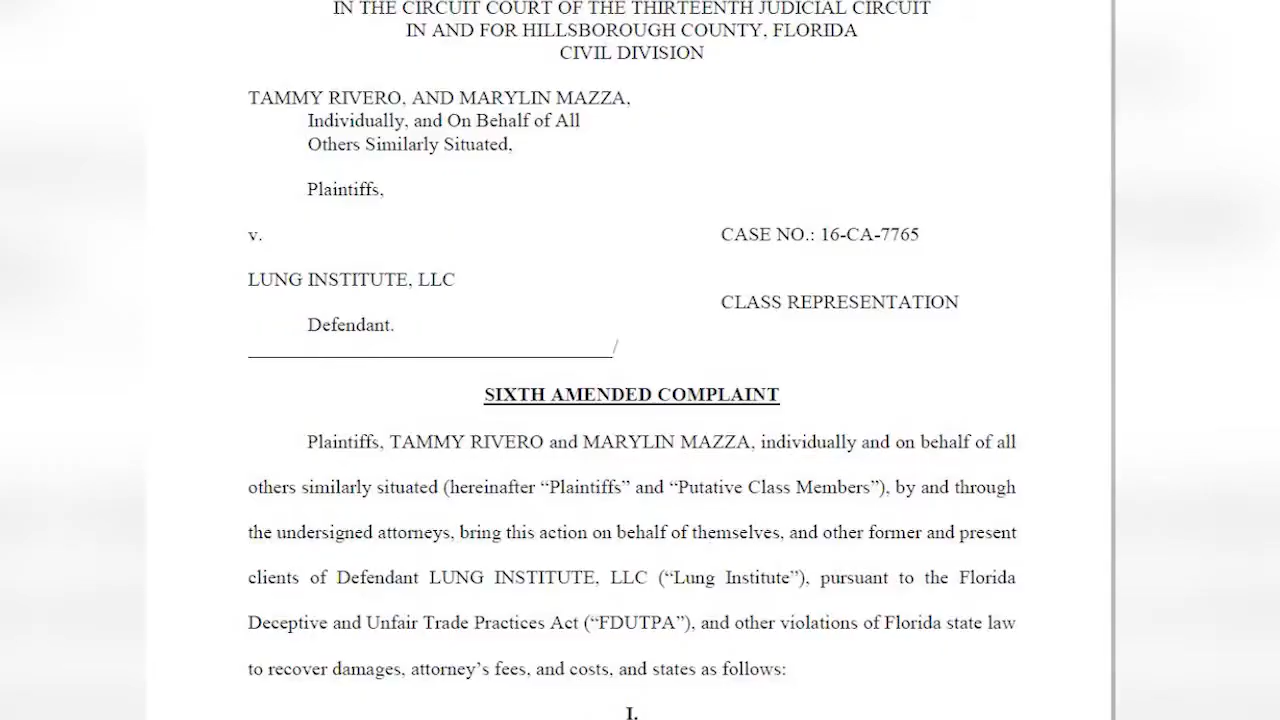 IN THE CIRCUIT COURT OF THE THIRTEENTH JUDICIAL CIRCUIT
IN AND FOR HILLSBOROUGH COUNTY, FLORIDA
CIVIL DIVISION
TAMMY RIVERO, AND MARYLIN MAZZA,
Individually, and On Behalf of All
Others Similarly Situated,
Plaintiffs,
v.
CASE NO.: 16-CA-7765
LUNG INSTITUTE, LLC
CLASS REPRESENTATION
Defendant.
/
SIXTH AMENDED COMPLAINT
Plaintiffs, TAMMY RIVERO and MARYLIN MAZZA, individually and on behalf of all
others similarly situated (hereinafter “Plaintiffs” and “Putative Class Members”), by and through
the undersigned attorneys, bring this action on behalf of themselves, and other former and present
clients of Defendant LUNG INSTITUTE, LLC (“Lung Institute”), pursuant to the Florida
Deceptive and Unfair Trade Practices Act (“FDUTPA”), and other violations of Florida state law
to recover damages, attorney’s fees, and costs, and states as follows:
I.